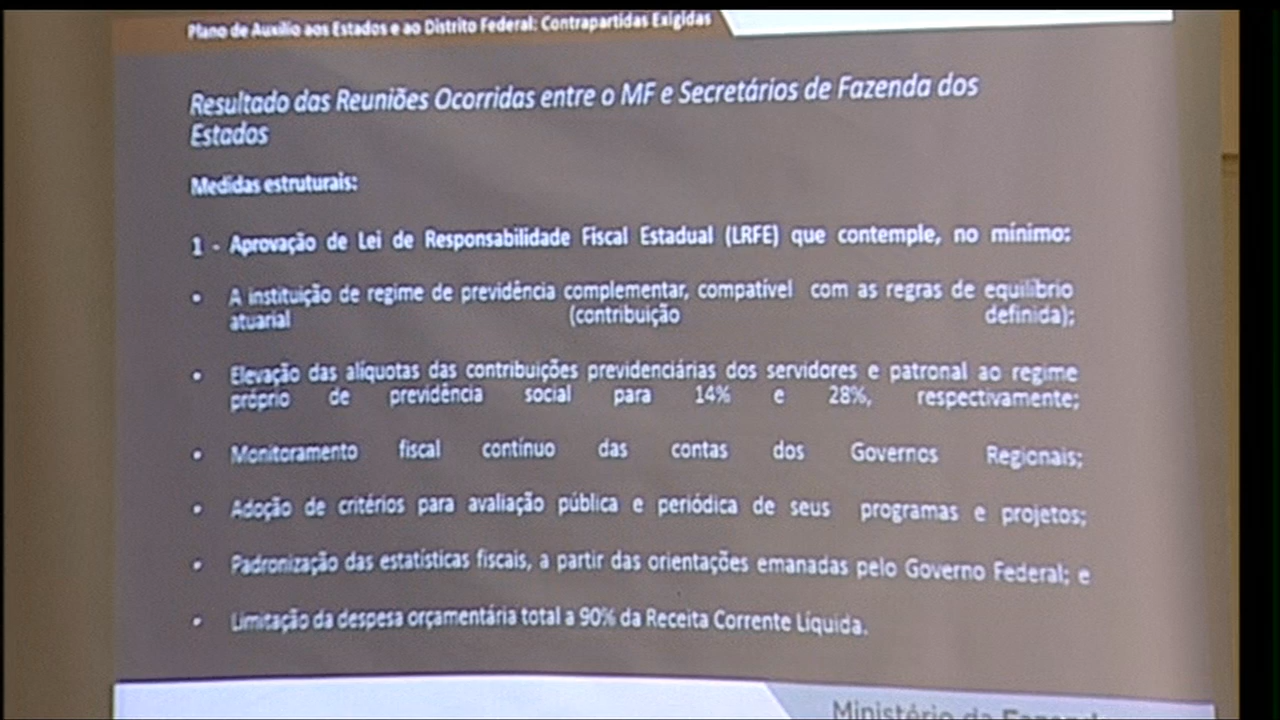 Plano de Auxílio aos Estados e ao Distrito Federal: Contrapartidas Exigidas
Resultado das Reuniões Ocorridas entre o MF e Secretários de Fazenda dos
Estados
Medidas estruturais:
1 - Aprovação de Lei de Responsabilidade Fiscal Estadual (LRFE) que contemple, no mínimo:
• A instituição de regime de previdência complementar, compatível com as regras de equilíbrio
atuarial (contribuição definida);
• Elevação das alíquotas das contribuições previdenciárias dos servidores e patronal ao regime
próprio de previdência social para 14% e 28%, respectivamente;
• Monitoramento fiscal contínuo das contas dos Governos Regionais;
• Adoção de critérios para avaliação pública e periódica de seus programas e projetos;
• Padronização das estatísticas fiscais, a partir das orientações emanadas pelo Governo Federal; e
• Limitação da despesa orçamentária total a 90% da Receita Corrente Líquida.
Ministério da